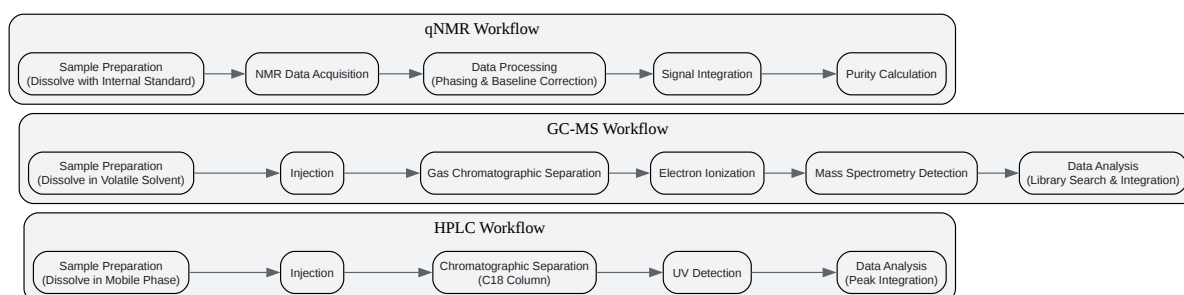 qNMR Workflow
Sample Preparation
(Dissolve with Internal Standard)
NMR Data Acquisition
Data Processing
(Phasing & Baseline Correction)
Signal Integration
Purity Calculation
GC-MS Workflow
Sample Preparation
(Dissolve in Volatile Solvent)
Injection
Gas Chromatographic Separation
Electron Ionization
Mass Spectrometry Detection
Data Analysis
(Library Search & Integration)
HPLC Workflow
Sample Preparation
(Dissolve in Mobile Phase)
Injection
Chromatographic Separation
(C18 Column)
UV Detection
Data Analysis
(Peak Integration)